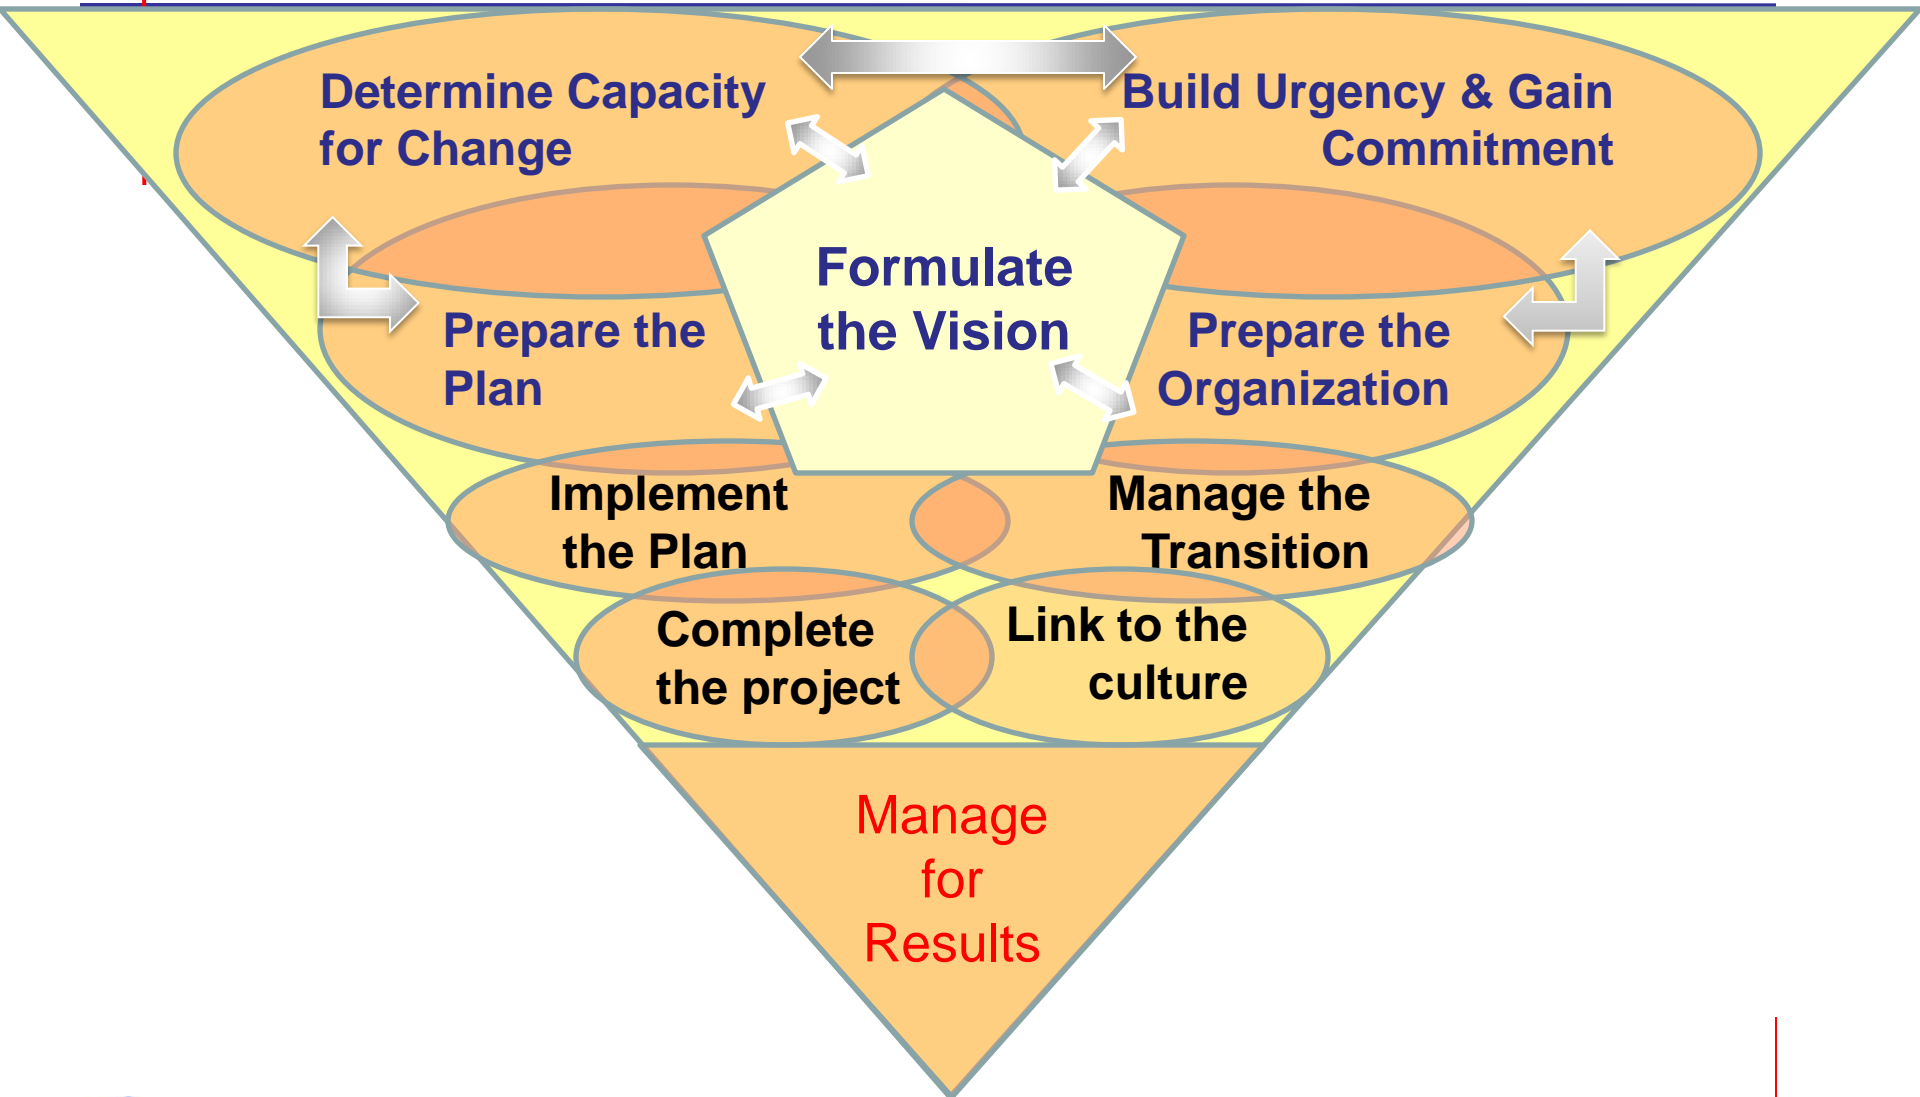 Determine Capacity
for Change
Build Urgency & Gain
Commitment
Formulate
the Vision
Prepare the
Plan
Prepare the
Organization
Implement
the Plan
Manage the
Transition
Complete
the project
Link to the
culture
Manage
for
Results